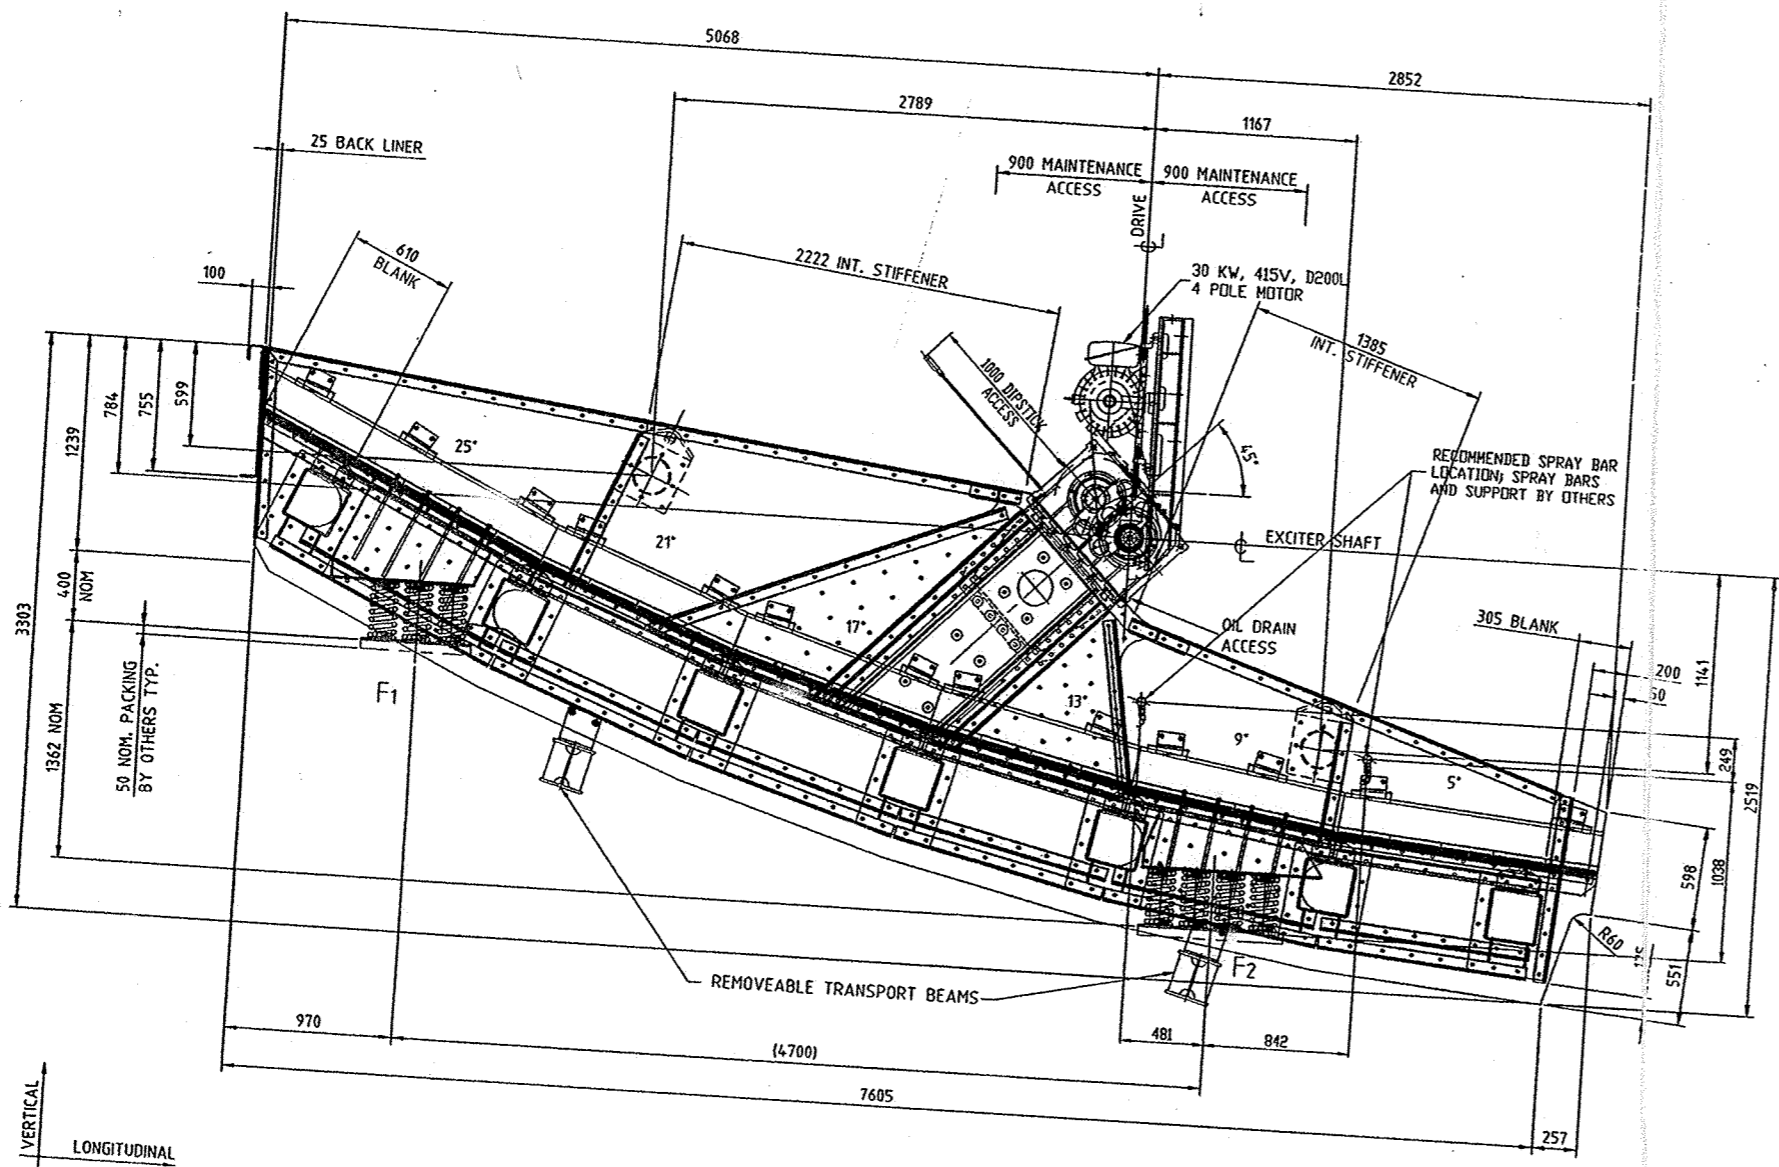 5068
2852
2789
1167
25 BACK LINER
900 MAINTENANCE
ACCESS
900 MAINTENANCE
ACCESS
DRIVE
610
BLANK
100
2222 INT. STIFFENER
30 KW, 415V, D200L
4 POLE MOTOR
1385
INT. STIFFENER
1000 DIPSTICK
ACCESS
45°
RECOMMENDED SPRAY BAR
LOCATION; SPRAY BARS
AND SUPPORT BY OTHERS
EXCITER SHAFT
784
755
599
1239
400
NOM
3303
1362 NOM
50 NOM. PACKING
BY OTHERS TYP.
25°
21°
17°
13°
9°
5°
OIL DRAIN
ACCESS
305 BLANK
200
1141
249
2519
598
1038
R60
551
F1
F2
REMOVEABLE TRANSPORT BEAMS
970
(4700)
481
842
7605
257
VERTICAL
LONGITUDINAL